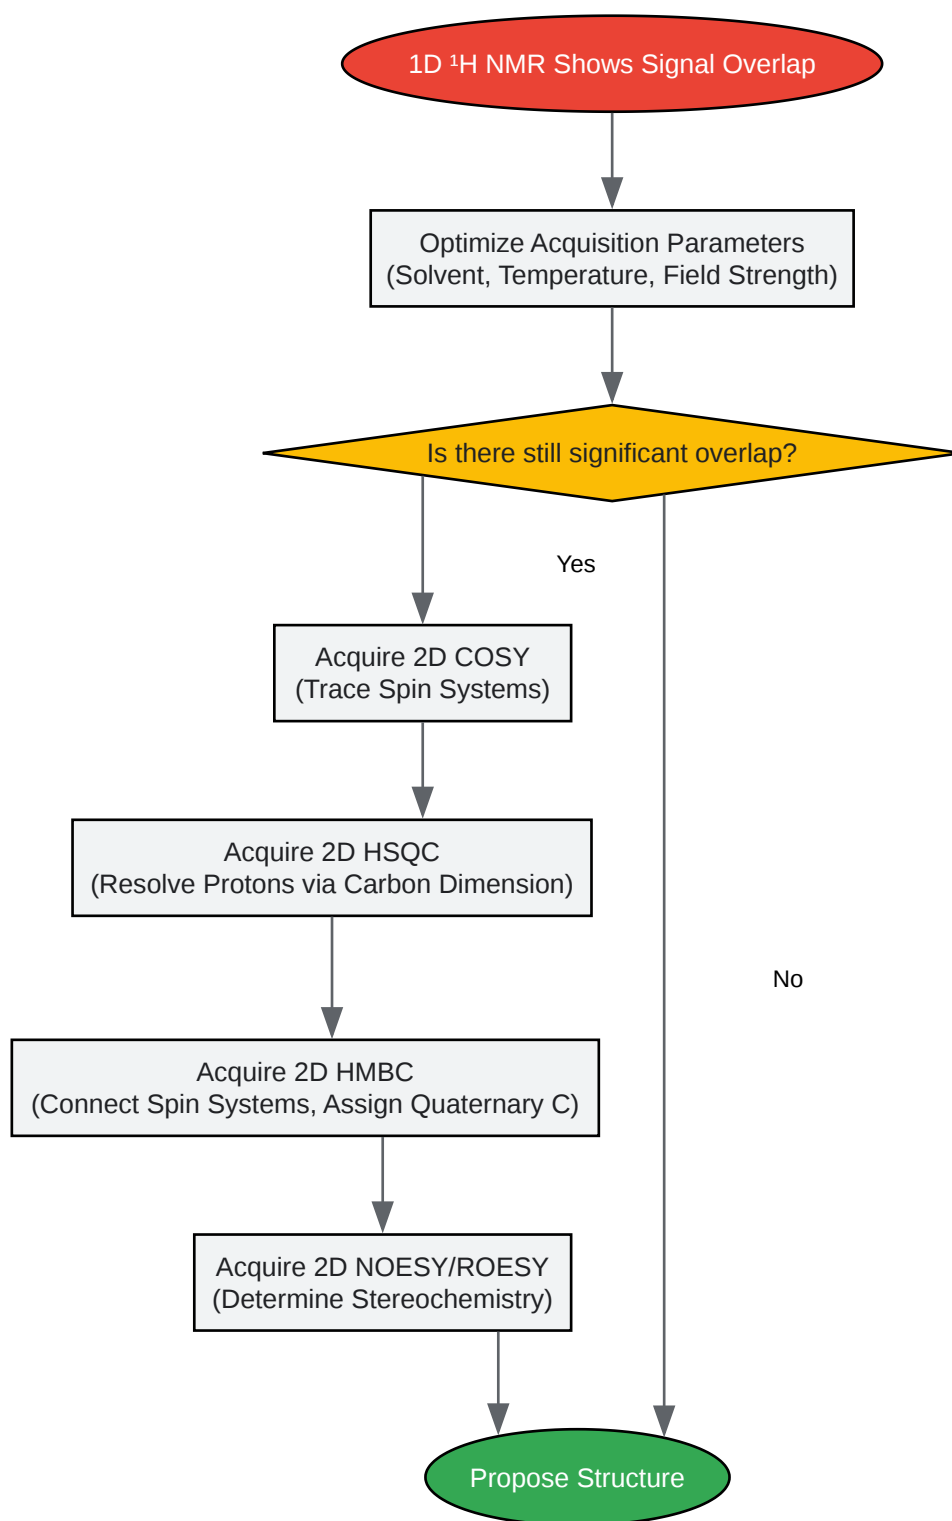 1D ¹H NMR Shows Signal Overlap
Optimize Acquisition Parameters
(Solvent, Temperature, Field Strength)
Is there still significant overlap?
Yes
Acquire 2D COSY
(Trace Spin Systems)
Acquire 2D HSQC
(Resolve Protons via Carbon Dimension)
No
Acquire 2D HMBC
(Connect Spin Systems, Assign Quaternary C)
Acquire 2D NOESY/ROESY
(Determine Stereochemistry)
Propose Structure